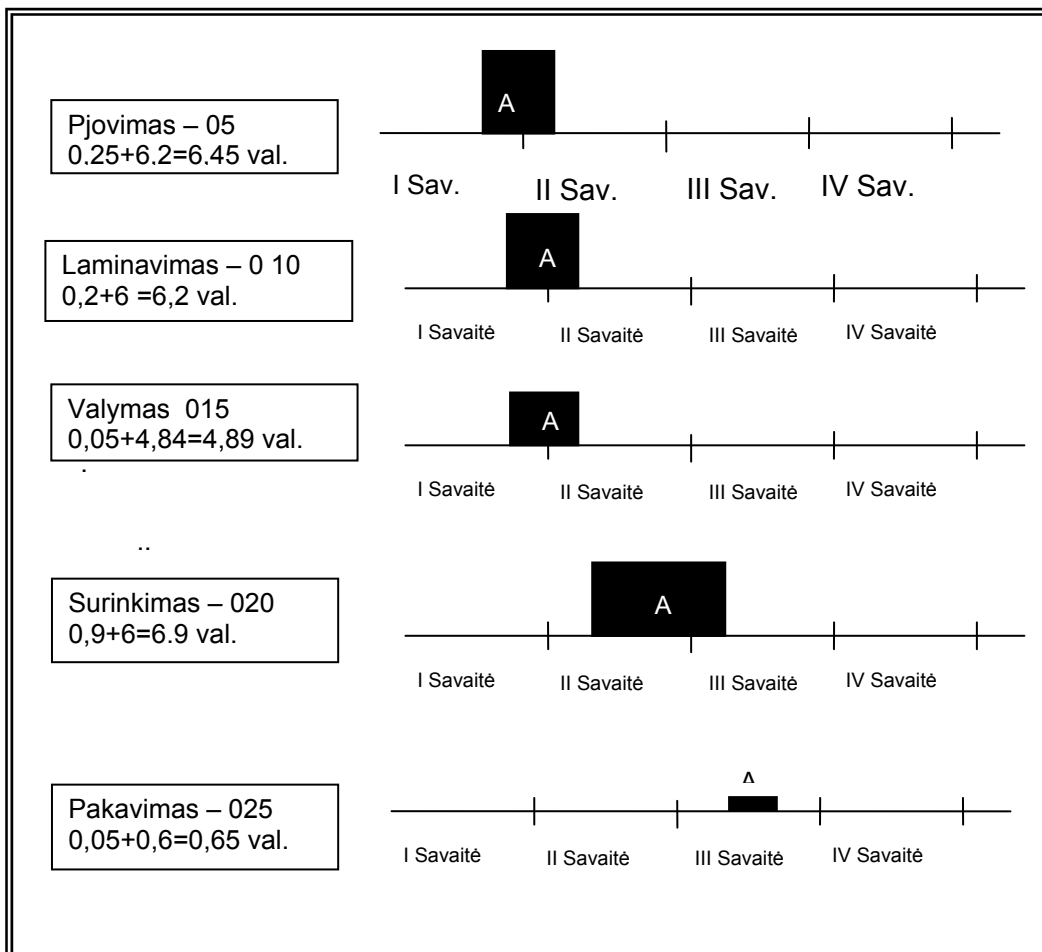 Pjovimas – 05
0,25+6,2=6,45 val.
A
I Sav.
II Sav.
III Sav.
IV Sav.
Laminavimas – 0 10
0,2+6 =6,2 val.
A
I Savaitė
II Savaitė
III Savaitė
IV Savaitė
Valymas 015
0,05+4,84=4,89 val.
.
A
I Savaitė
II Savaitė
III Savaitė
IV Savaitė
..
Surinkimas – 020
0,9+6=6.9 val.
A
I Savaitė
II Savaitė
III Savaitė
IV Savaitė
Pakavimas – 025
0,05+0,6=0,65 val.
A
I Savaitė
II Savaitė
III Savaitė
IV Savaitė